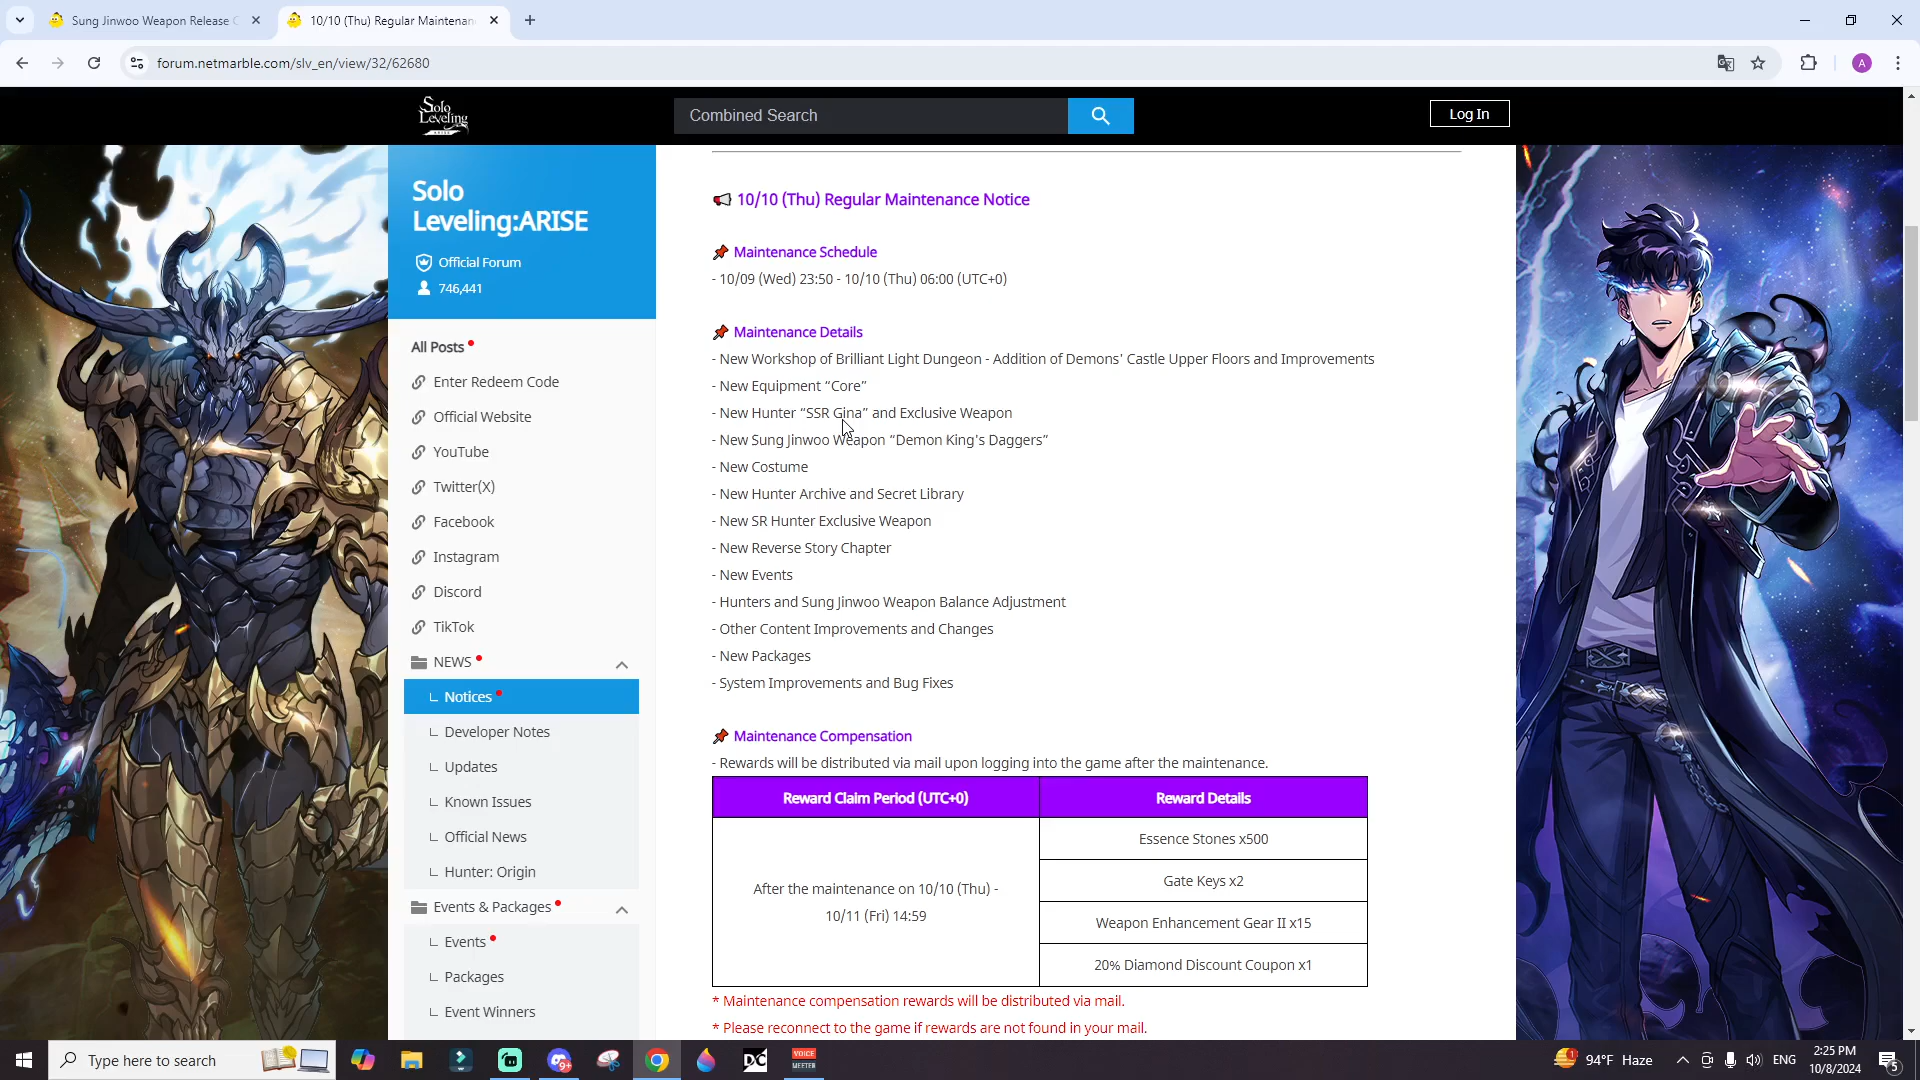 Sung Jinwoo Weapon Release C
10/10 (Thu) Regular Maintenan
forum.netmarble.com/slv_en/view/32/62680
A
Solo
Leveling
ARISE
Combined Search
Log In
Solo
Leveling:ARISE
Official Forum
746,441
All Posts
Enter Redeem Code
Official Website
YouTube
Twitter(X)
Facebook
Instagram
Discord
TikTok
NEWS
Notices
Developer Notes
Updates
Known Issues
Official News
Hunter: Origin
Events & Packages
Events
Packages
Event Winners
10/10 (Thu) Regular Maintenance Notice
Maintenance Schedule
- 10/09 (Wed) 23:50 - 10/10 (Thu) 06:00 (UTC+0)
Maintenance Details
- New Workshop of Brilliant Light Dungeon - Addition of Demons' Castle Upper Floors and Improvements
- New Equipment “Core”
- New Hunter “SSR Gina” and Exclusive Weapon
- New Sung Jinwoo Weapon “Demon King's Daggers”
- New Costume
- New Hunter Archive and Secret Library
- New SR Hunter Exclusive Weapon
- New Reverse Story Chapter
- New Events
- Hunters and Sung Jinwoo Weapon Balance Adjustment
- Other Content Improvements and Changes
- New Packages
- System Improvements and Bug Fixes
Maintenance Compensation
- Rewards will be distributed via mail upon logging into the game after the maintenance.
Reward Claim Period (UTC+0)
Reward Details
After the maintenance on 10/10 (Thu) -
10/11 (Fri) 14:59
Essence Stones x500
Gate Keys x2
Weapon Enhancement Gear II x15
20% Diamond Discount Coupon x1
* Maintenance compensation rewards will be distributed via mail.
* Please reconnect to the game if rewards are not found in your mail.
Type here to search
9+
DC
VOICE
MEETER
1
94°F Haze
ENG
2:25 PM
10/8/2024
5